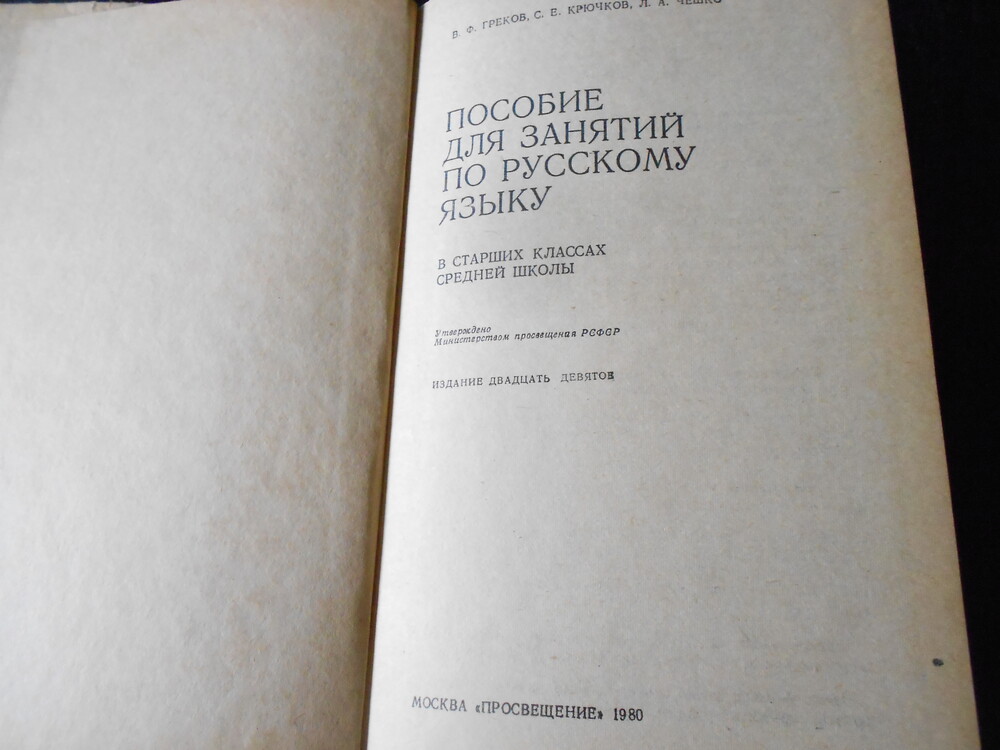 В. Ф. ГРЕКОВ, С. Е. КРЮЧКОВ, Л. А. ЧЕШКО
ПОСОБИЕ
ДЛЯ ЗАНЯТИЙ
ПО РУССКОМУ
ЯЗЫКУ
В СТАРШИХ КЛАССАХ
СРЕДНЕЙ ШКОЛЫ
Утверждено
Министерством просвещения РСФСР
ИЗДАНИЕ ДВАДЦАТЬ ДЕВЯТОЕ
МОСКВА «ПРОСВЕЩЕНИЕ» 1980